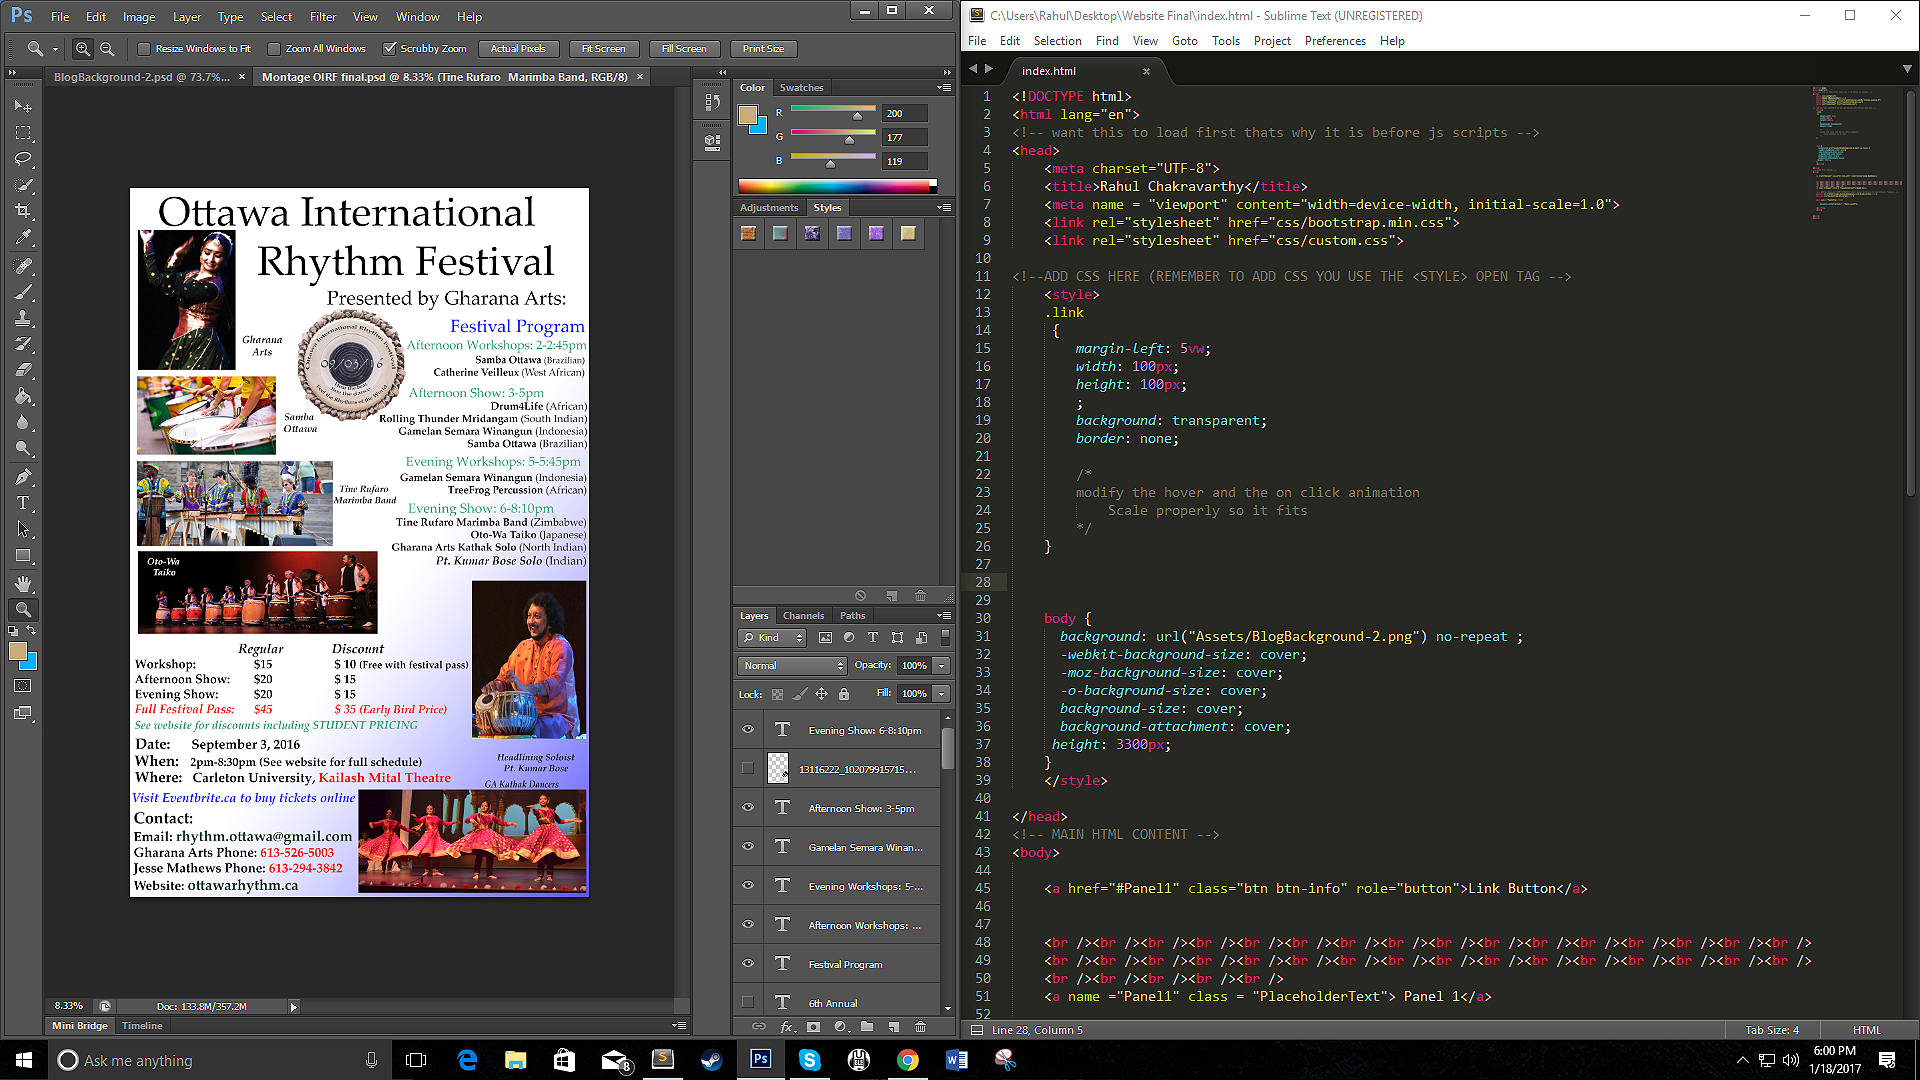 Ps File Edit Image Layer Type Select Filter View Window Help
Resize Windows to Fit Zoom All Windows Scrubby Zoom Actual Pixels Fit Screen Fill Screen Print Size
BlogBackground-2.psd @ 73.7%... × Montage OIRF final.psd @ 8.33% (Tine Rufaro Marimba Band, RGB/8) ×
Ottawa International
Rhythm Festival
Presented by Gharana Arts:
Festival Program
Afternoon Workshops: 2-2:45pm
Samba Ottawa (Brazilian)
Catherine Veilleux (West African)
Afternoon Show: 3-5pm
Drum4Life (African)
Rolling Thunder Mridangam (South Indian)
Gamelan Semara Winangun (Indonesia)
Samba Ottawa (Brazilian)
Evening Workshops: 5-5:45pm
Gamelan Semara Winangun (Indonesia)
TreeFrog Percussion (African)
Evening Show: 6-8:10pm
Tine Rufaro Marimba Band (Zimbabwe)
Oto-Wa Taiko (Japanese)
Gharana Arts Kathak Solo (North Indian)
Pt. Kumar Bose Solo (Indian)
Gharana
Arts
Ottawa International Rhythm Festival
09/03/16
Feel the Rhythms of the World
Samba
Ottawa
Tine Rufaro
Marimba Band
Oto-Wa
Taiko
Regular Discount
Workshop: $15 $ 10 (Free with festival pass)
Afternoon Show: $20 $ 15
Evening Show: $20 $ 15
Full Festival Pass: $45 $ 35 (Early Bird Price)
See website for discounts including STUDENT PRICING
Date: September 3, 2016
When: 2pm-8:30pm (See website for full schedule)
Where: Carleton University, Kailash Mital Theatre
Visit Eventbrite.ca to buy tickets online
Contact:
Email: rhythm.ottawa@gmail.com
Gharana Arts Phone: 613-526-5003
Jesse Mathews Phone: 613-294-3842
Website: ottawarhythm.ca
Headlining Soloist
Pt. Kumar Bose
GA Kathak Dancers
8.33% Doc: 133.8M/357.2M
Mini Bridge Timeline
Color Swatches
R 200
G 177
B 119
Adjustments Styles
Layers Channels Paths
Kind
Normal Opacity: 100%
Lock: Fill: 100%
T Evening Show: 6-8:10pm
13116222_102079915715...
T Afternoon Show: 3-5pm
T Gamelan Semara Winan...
T Evening Workshops: 5-...
T Afternoon Workshops: ...
T Festival Program
T 6th Annual
fx
C:\Users\Rahul\Desktop\Website Final\index.html - Sublime Text (UNREGISTERED)
File Edit Selection Find View Goto Tools Project Preferences Help
index.html ×
1 <!DOCTYPE html>
2 <html lang="en">
3 <!-- want this to load first thats why it is before js scripts -->
4 <head>
5 <meta charset="UTF-8">
6 <title>Rahul Chakravarthy</title>
7 <meta name = "viewport" content="width=device-width, initial-scale=1.0">
8 <link rel="stylesheet" href="css/bootstrap.min.css">
9 <link rel="stylesheet" href="css/custom.css">
10
11 <!--ADD CSS HERE (REMEMBER TO ADD CSS YOU USE THE <STYLE> OPEN TAG -->
12 <style>
13 .link
14 {
15 margin-left: 5vw;
16 width: 100px;
17 height: 100px;
18 ;
19 background: transparent;
20 border: none;
21
22 /*
23 modify the hover and the on click animation
24 Scale properly so it fits
25 */
26 }
27
28
29
30 body {
31 background: url("Assets/BlogBackground-2.png") no-repeat ;
32 -webkit-background-size: cover;
33 -moz-background-size: cover;
34 -o-background-size: cover;
35 background-size: cover;
36 background-attachment: cover;
37 height: 3300px;
38 }
39 </style>
40
41 </head>
42 <!-- MAIN HTML CONTENT -->
43 <body>
44
45 <a href="#Panel1" class="btn btn-info" role="button">Link Button</a>
46
47
48 <br /><br /><br /><br /><br /><br /><br /><br /><br /><br /><br /><br /><br /><br /><br /><br />
49 <br /><br /><br /><br /><br /><br /><br /><br /><br /><br /><br /><br /><br /><br /><br /><br />
50 <br /><br /><br /><br /><br />
51 <a name ="Panel1" class = "PlaceholderText"> Panel 1</a>
52
Line 28, Column 5 Tab Size: 4 HTML
Ask me anything
8
Ps
6:00 PM
1/18/2017